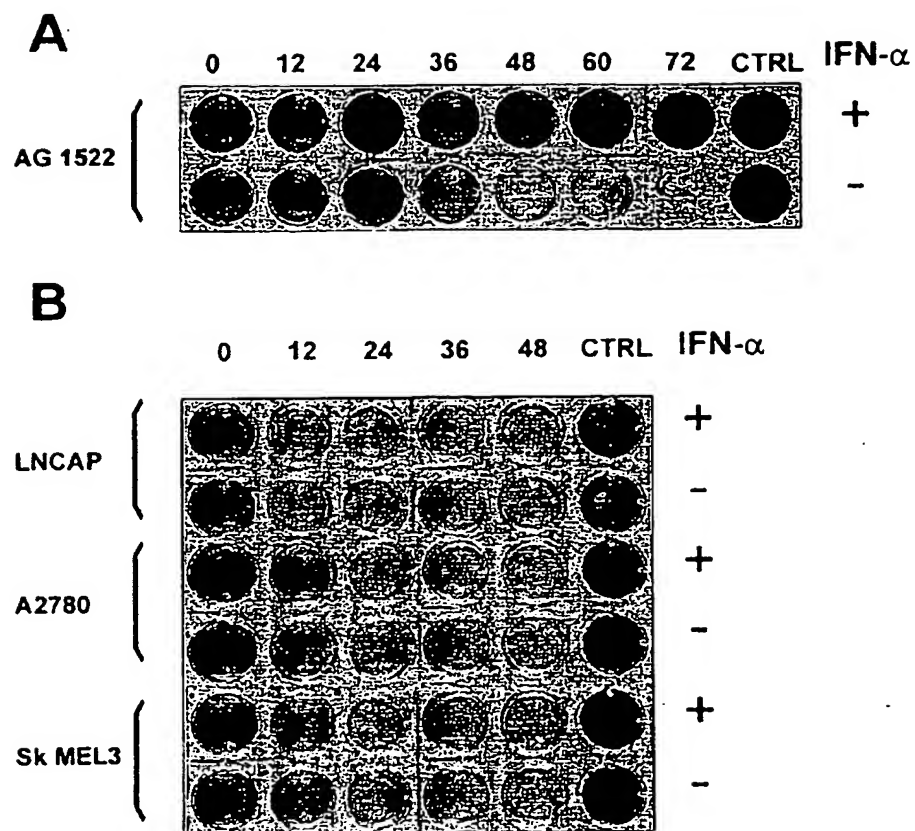 A
0 12 24 36 48 60 72 CTRL IFN-α
+
AG 1522
-
B
0 12 24 36 48 CTRL IFN-α
+
LNCAP
-
+
A2780
-
+
Sk MEL3
-